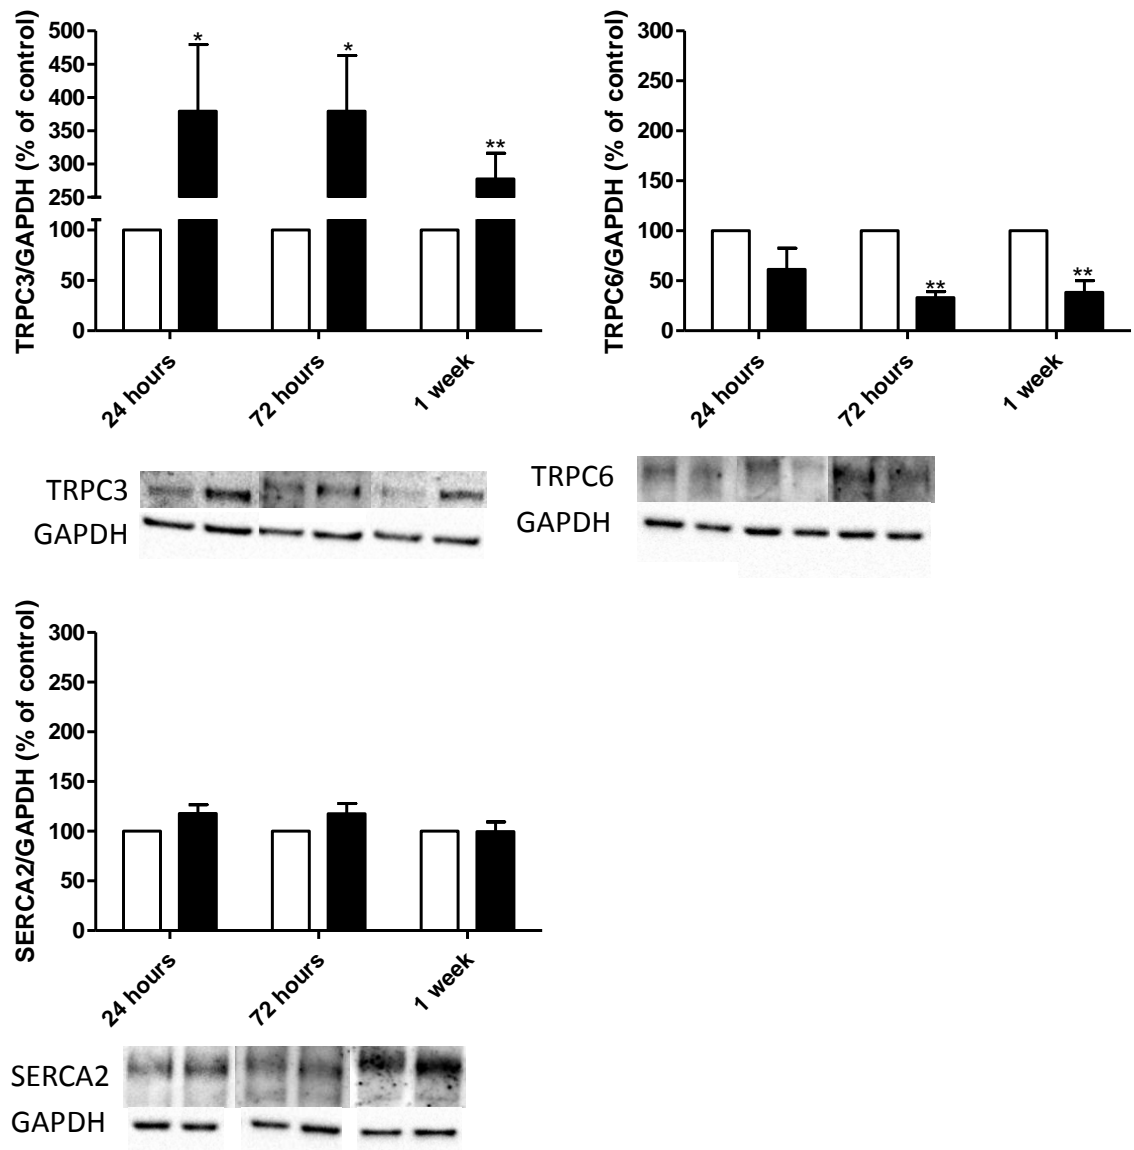 TRPC3/GAPDH (% of control)
500
450
400
350
300
250
100
50
0
*
*
**
24 hours
72 hours
1 week
TRPC6/GAPDH (% of control)
300
250
200
150
100
50
0
**
**
24 hours
72 hours
1 week
TRPC3
GAPDH
TRPC6
GAPDH
SERCA2/GAPDH (% of control)
300
250
200
150
100
50
0
24 hours
72 hours
1 week
SERCA2
GAPDH